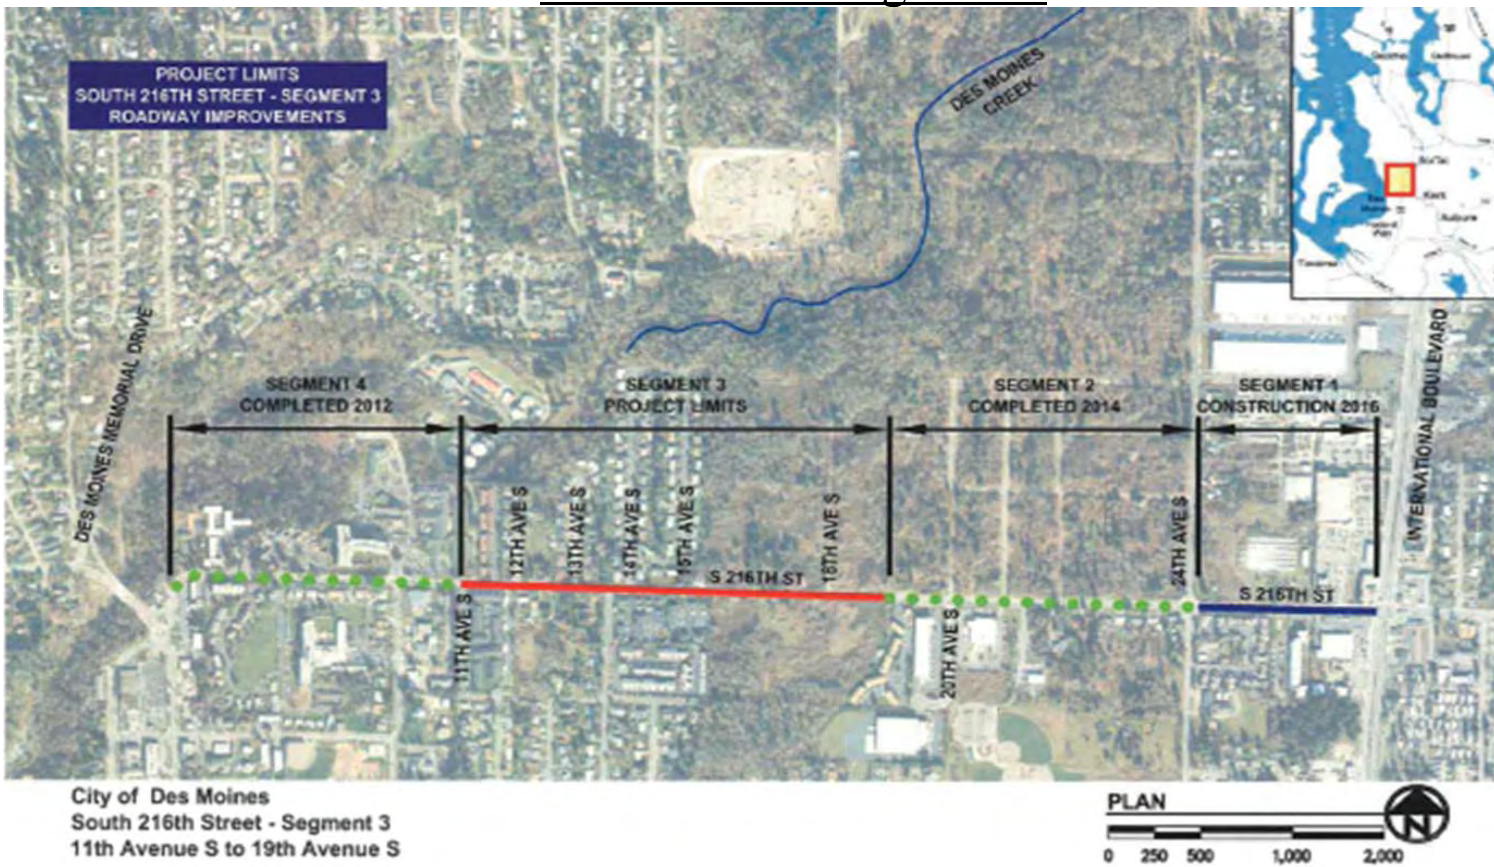 PROJECT LIMITS
SOUTH 216TH STREET - SEGMENT 3
ROADWAY IMPROVEMENTS
DES MOINES
CREEK
DES MOINES MEMORIAL DRIVE
SEGMENT 4
COMPLETED 2012
SEGMENT 3
PROJECT LIMITS
SEGMENT 2
COMPLETED 2014
SEGMENT 1
CONSTRUCTION 2016
INTERNATIONAL BOULEVARD
11TH AVE S
12TH AVE S
13TH AVE S
14TH AVE S
15TH AVE S
S 216TH ST
18TH AVE S
20TH AVE S
24TH AVE S
S 216TH ST
SeaTac
Kent
Auburn
Tacoma
City of Des Moines
South 216th Street - Segment 3
11th Avenue S to 19th Avenue S
PLAN
N
0 250 500 1,000 2,000